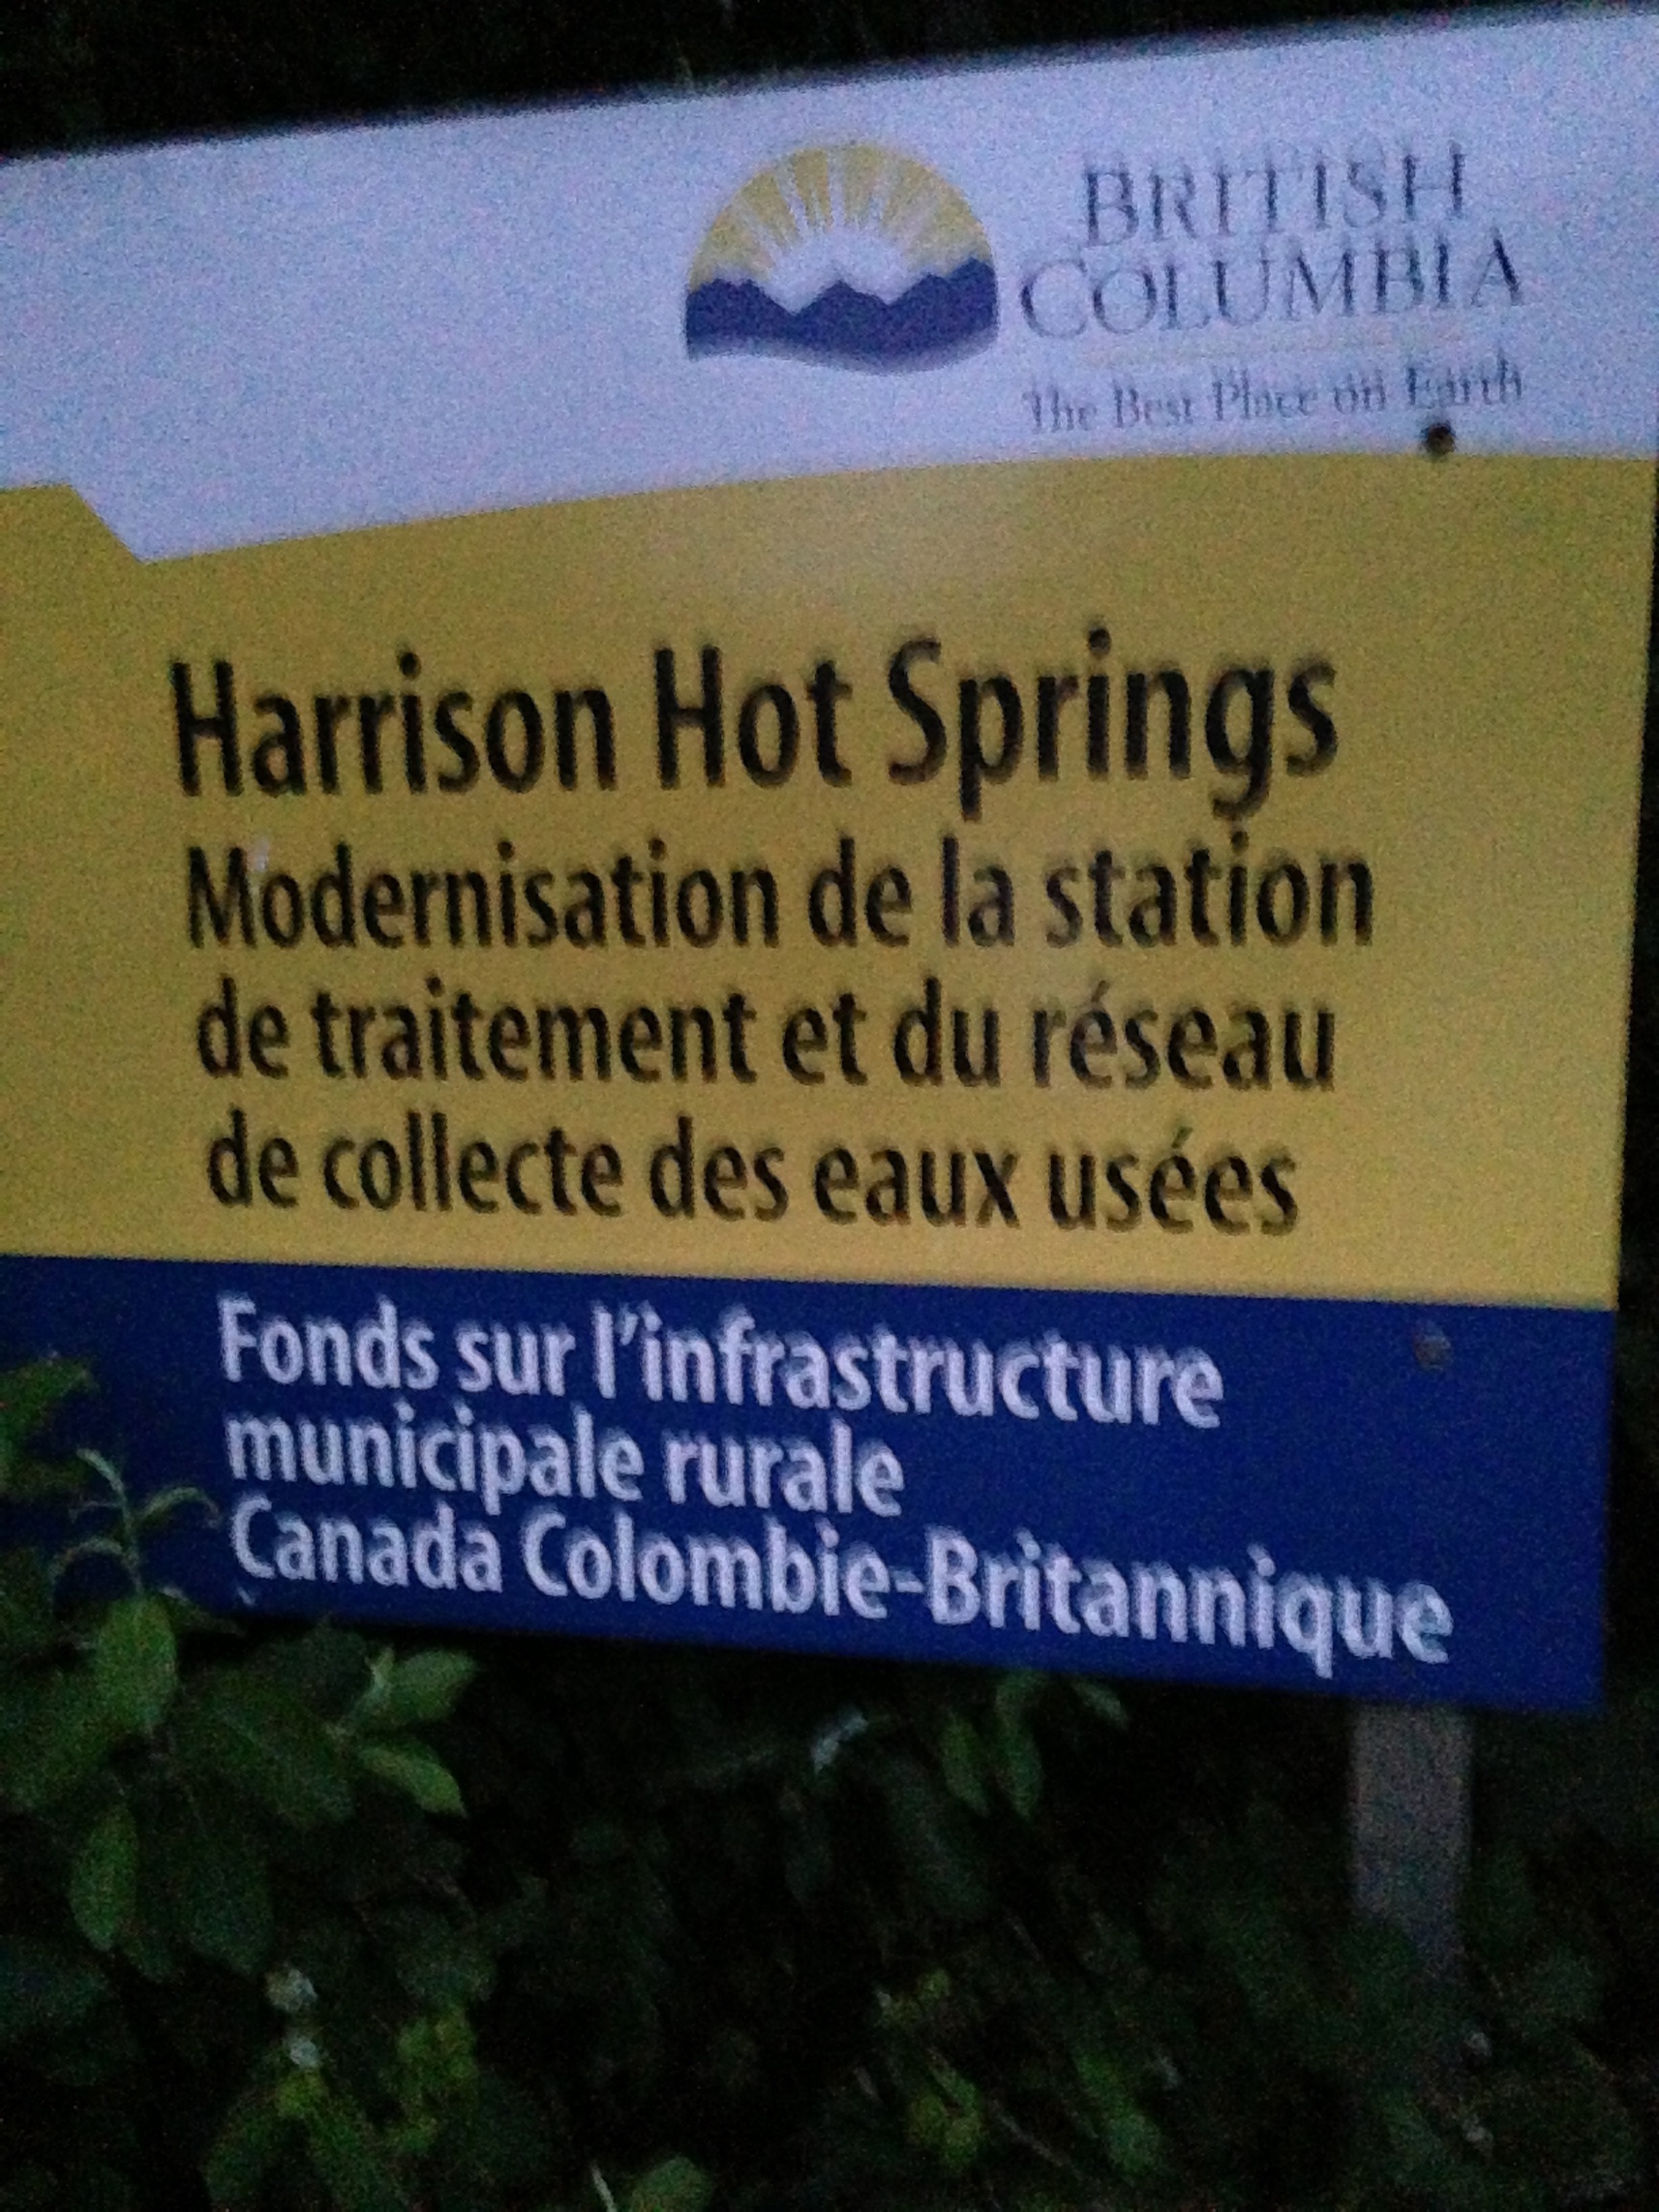 BRITISH
COLUMBIA
The Best Place on Earth
Harrison Hot Springs
Modernisation de la station
de traitement et du réseau
de collecte des eaux usées
Fonds sur l'infrastructure
municipale rurale
Canada Colombie-Britannique